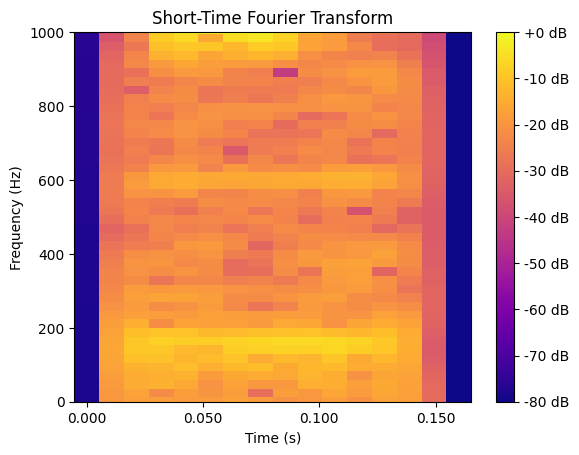 Short-Time Fourier Transform
1000
800
600
400
200
0
Frequency (Hz)
0.000
0.050
0.100
0.150
Time (s)
+0 dB
-10 dB
-20 dB
-30 dB
-40 dB
-50 dB
-60 dB
-70 dB
-80 dB